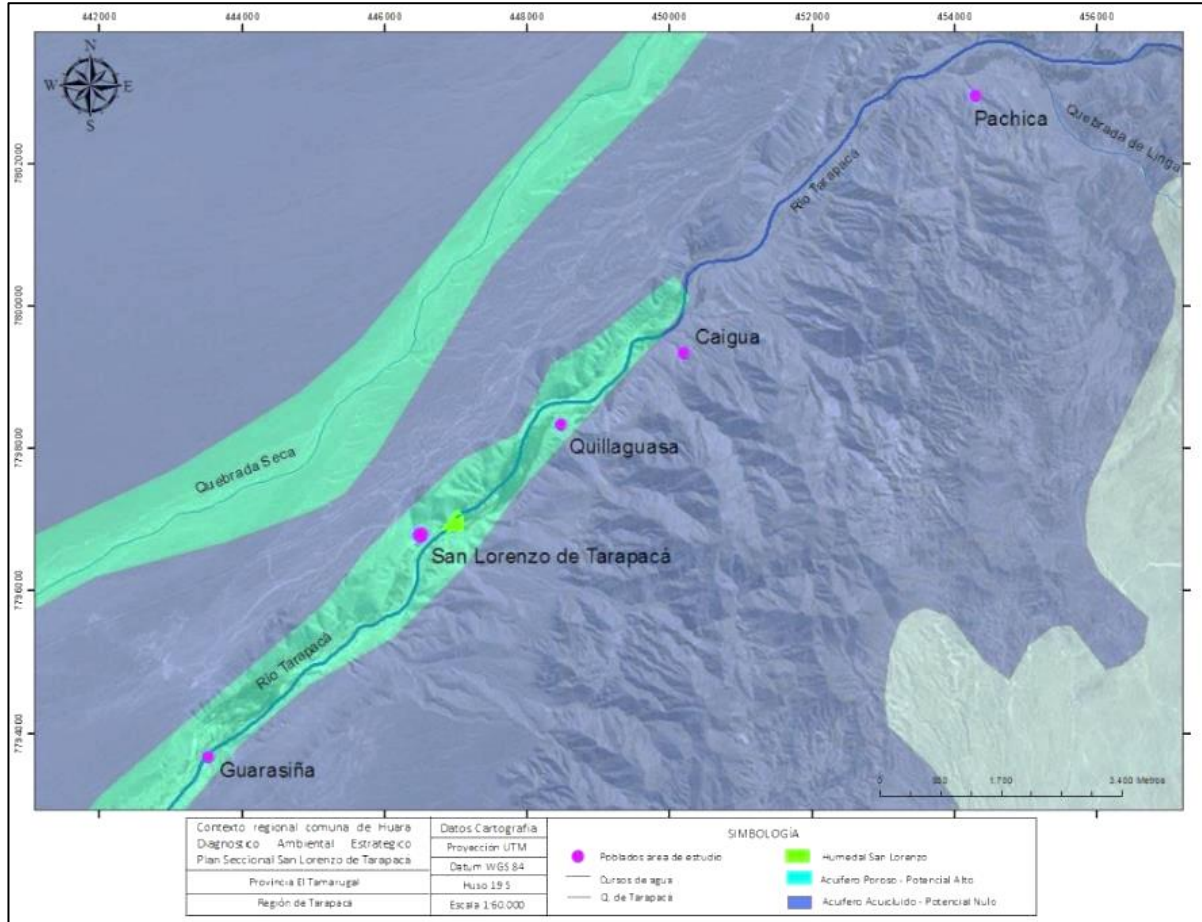 442000 444000 446000 448000 450000 452000 454000 456000
N
W E
S
7802000
7800000
7798000
7796000
7794000
Pachica
Quebrada de Linga
Río Tarapacá
Caigua
Quebrada Seca
Quillaguasa
San Lorenzo de Tarapacá
Río Tarapacá
Guarasiña
0 850 1.700 3.400 Metros
Contexto regional comuna de Huara
Diagnostico Ambiental Estrategico
Plan Seccional San Lorenzo de Tarapacá
Provincia El Tamarugal
Región de Tarapaca
Datos Cartografia
Proyección UTM
Datum WGS 84
Huso 19 S
Escala 1:60.000
SIMBOLOGÍA
Poblados area de estudio
Cursos de agua
Q. de Tarapacá
Humedal San Lorenzo
Acuifero Poroso - Potencial Alto
Acuifero Acuicluido - Potencial Nulo